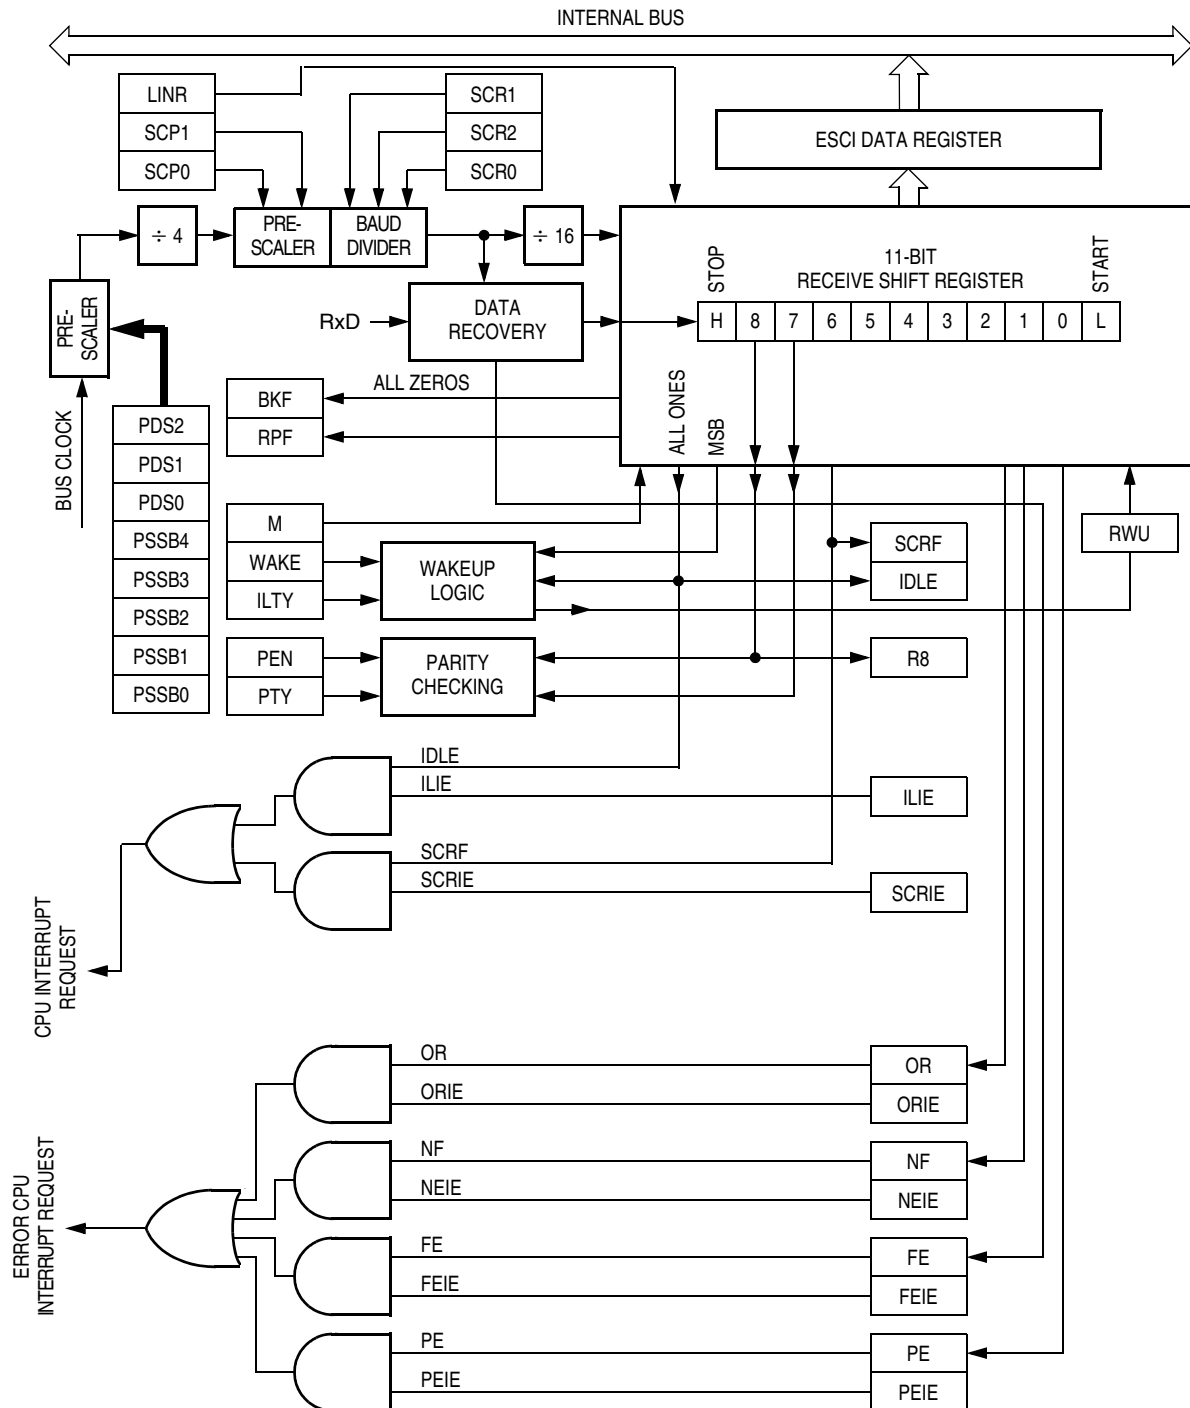 INTERNAL BUS
LINR
SCP1
SCP0
SCR1
SCR2
SCR0
ESCI DATA REGISTER
÷ 4
PRE-
SCALER
BAUD
DIVIDER
÷ 16
STOP
11-BIT
RECEIVE SHIFT REGISTER
START
H 8 7 6 5 4 3 2 1 0 L
PRE-
SCALER
RxD
DATA
RECOVERY
ALL ZEROS
BKF
RPF
ALL ONES
MSB
BUS CLOCK
PDS2
PDS1
PDS0
PSSB4
PSSB3
PSSB2
PSSB1
PSSB0
M
WAKE
ILTY
WAKEUP
LOGIC
SCRF
IDLE
RWU
PEN
PTY
PARITY
CHECKING
R8
IDLE
ILIE
ILIE
SCRF
SCRIE
SCRIE
CPU INTERRUPT
REQUEST
OR
OR
ORIE
ORIE
NF
NF
NEIE
NEIE
ERROR CPU
INTERRUPT REQUEST
FE
FE
FEIE
FEIE
PE
PE
PEIE
PEIE